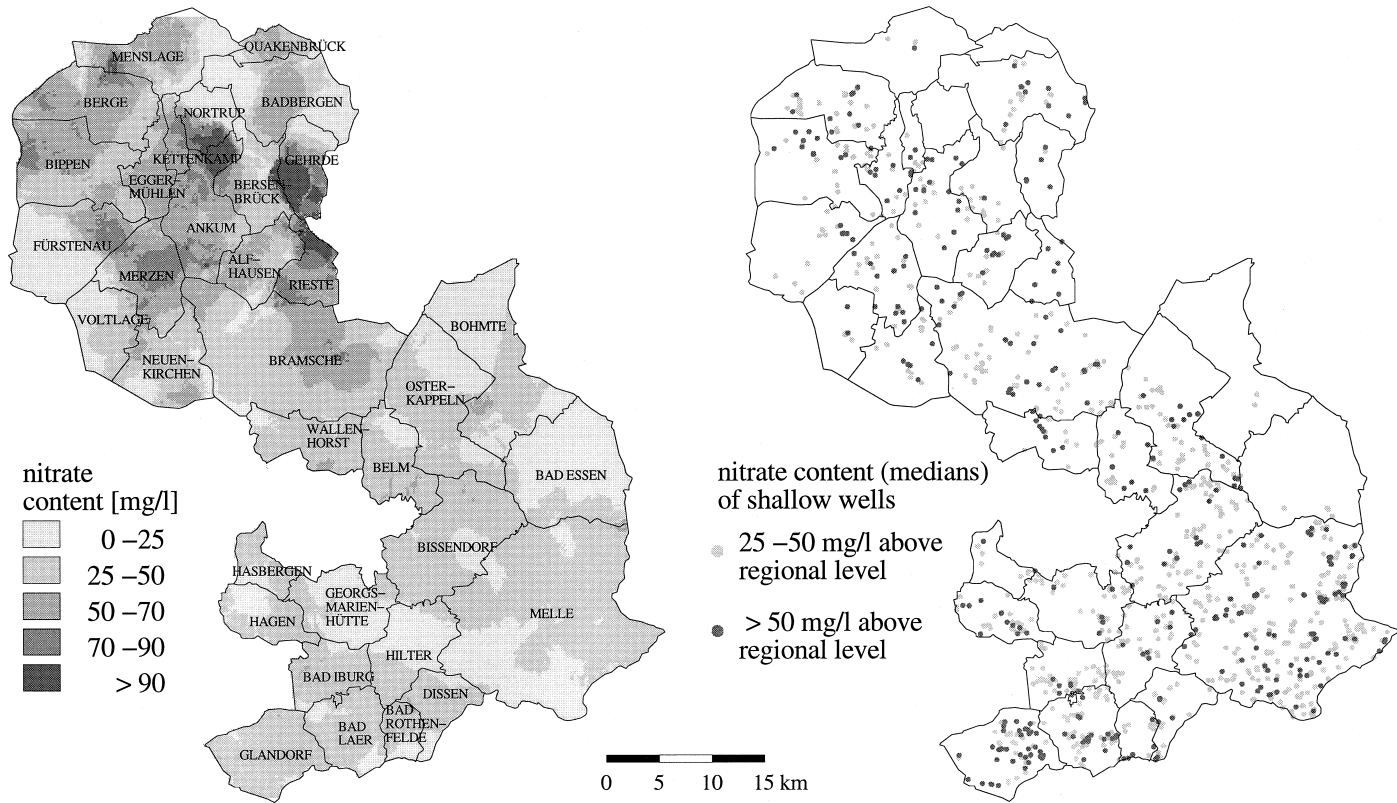 MENSLAGE
QUAKENBRÜCK
BERGE
NORTRUP
BADBERGEN
BIPPEN
KETTENKAMP
GEHRDE
EGGER–
MÜHLEN
BERSEN–
BRÜCK
FÜRSTENAU
ANKUM
MERZEN
ALF–
HAUSEN
RIESTE
VOLTLAGE
NEUEN–
KIRCHEN
BRAMSCHE
BOHMTE
OSTER–
KAPPELN
WALLEN–
HORST
BELM
BAD ESSEN
BISSENDORF
HASBERGEN
GEORGS–
MARIEN–
HÜTTE
HAGEN
MELLE
HILTER
BAD IBURG
DISSEN
BAD
ROTHEN–
FELDE
BAD
LAER
GLANDORF
nitrate
content [mg/l]
0 –25
25 –50
50 –70
70 –90
> 90
nitrate content (medians)
of shallow wells
25 –50 mg/l above
regional level
> 50 mg/l above
regional level
0 5 10 15 km